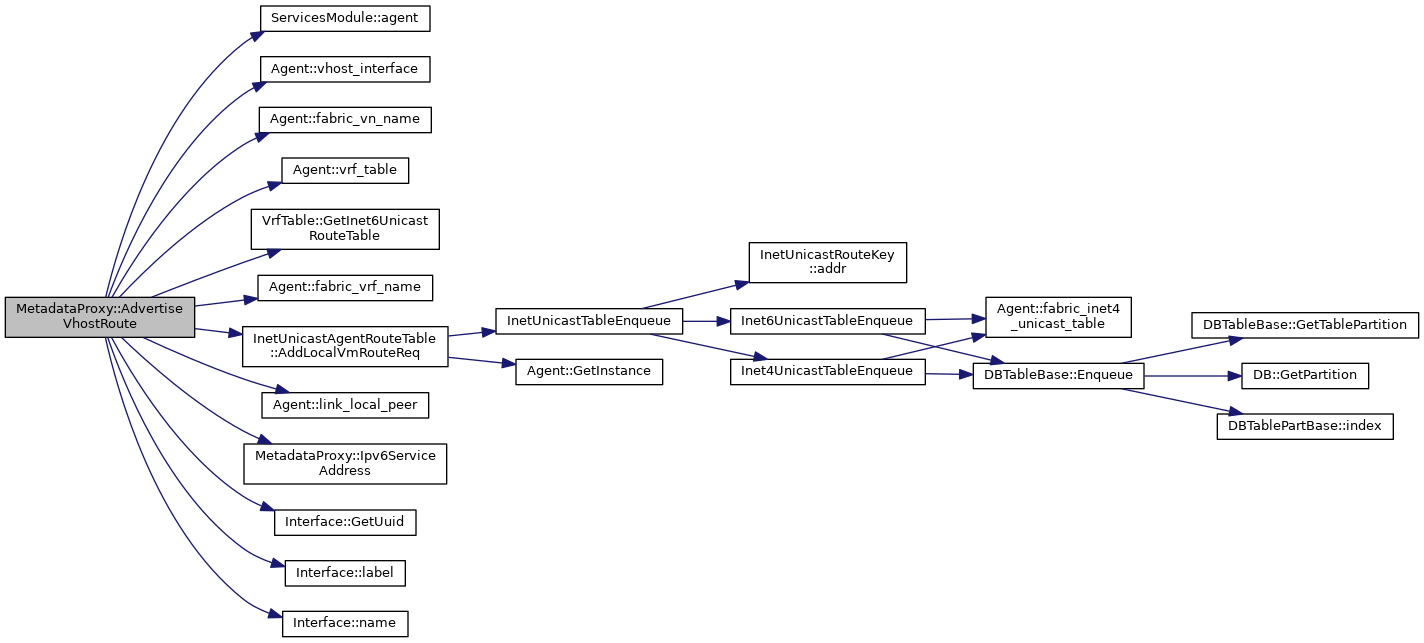 ServicesModule::agent
Agent::vhost_interface
Agent::fabric_vn_name
Agent::vrf_table
VrfTable::GetInet6Unicast
RouteTable
Agent::fabric_vrf_name
MetadataProxy::Advertise
VhostRoute
InetUnicastAgentRouteTable
::AddLocalVmRouteReq
Agent::link_local_peer
MetadataProxy::Ipv6Service
Address
Interface::GetUuid
Interface::label
Interface::name
InetUnicastTableEnqueue
Agent::GetInstance
InetUnicastRouteKey
::addr
Inet6UnicastTableEnqueue
Inet4UnicastTableEnqueue
Agent::fabric_inet4
_unicast_table
DBTableBase::Enqueue
DBTableBase::GetTablePartition
DB::GetPartition
DBTablePartBase::index